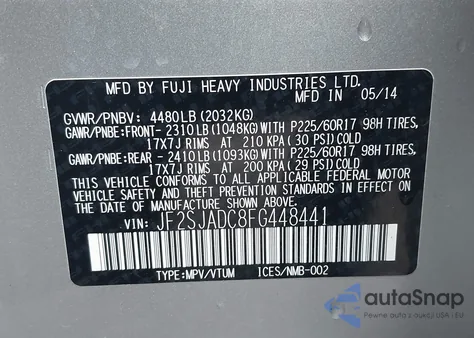 MFD BY FUJI HEAVY INDUSTRIES LTD.
MFD IN 05/14
GVWR/PNBV: 4480LB(2032KG)
GAWR/PNBE:FRONT- 2310LB(1048KG)WITH P225/60R17 98H TIRES,
17X7J RIMS AT 210 KPA(30 PSI)COLD
GAWR/PNBE:REAR - 2410LB(1093KG)WITH P225/60R17 98H TIRES,
17X7J RIMS AT 200 KPA(29 PSI)COLD
THIS VEHICLE CONFORMS TO ALL APPLICABLE FEDERAL MOTOR
VEHICLE SAFETY AND THEFT PREVENTION STANDARDS IN EFFECT
ON THE DATE OF MANUFACTURE SHOWN ABOVE.
VIN: JF2SJADC8FG448441
TYPE:MPV/VTUM ICES/NMB-002
autoSnap
Pewne auta z USA i EU